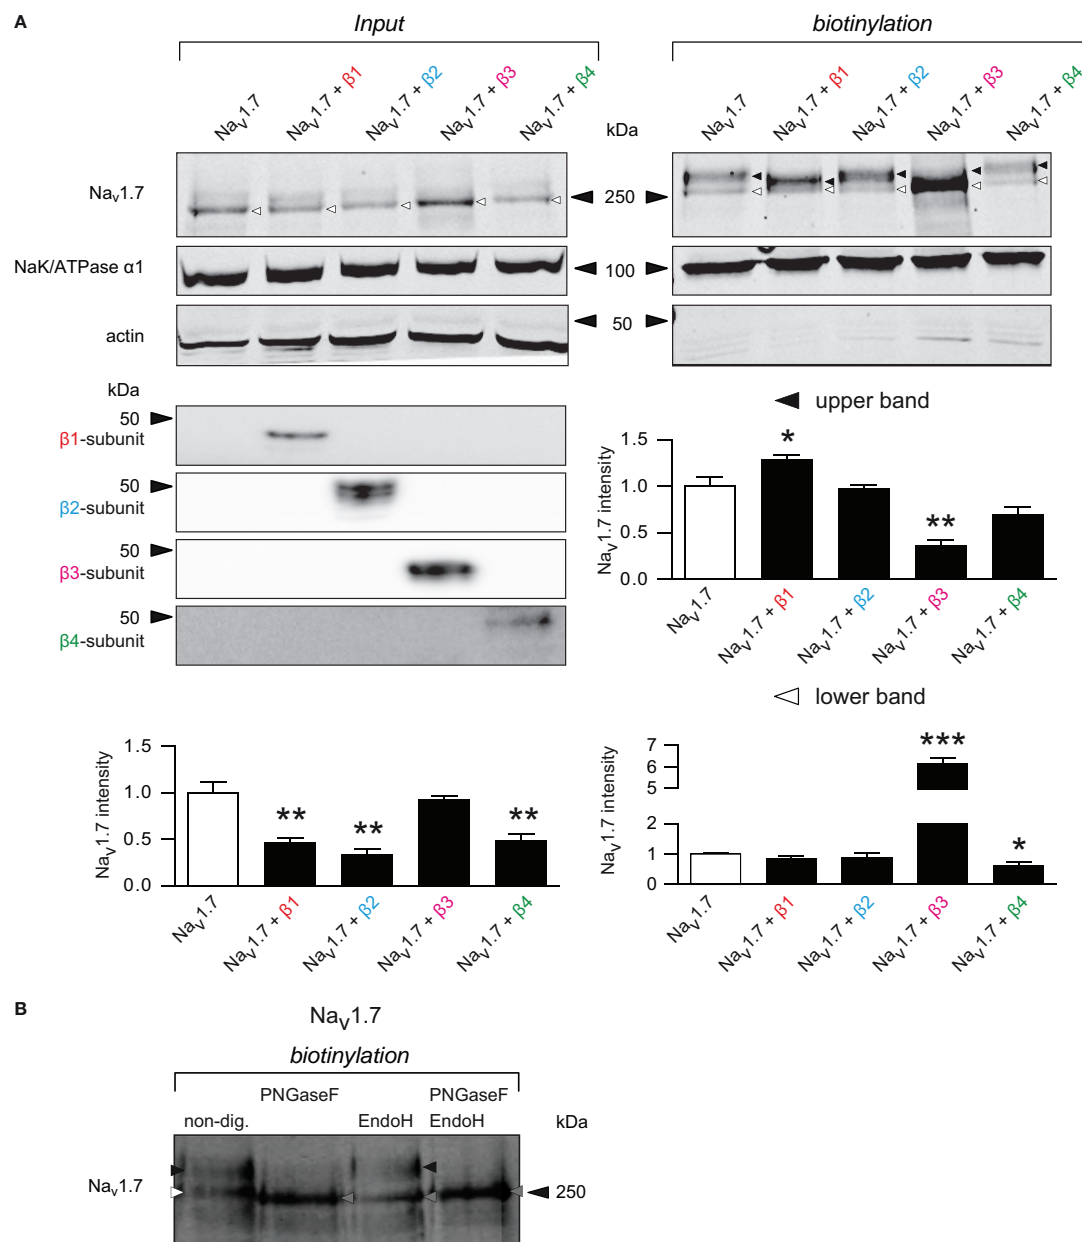 A
Input
biotinylation
Nav1.7
Nav1.7 + β1
Nav1.7 + β2
Nav1.7 + β3
Nav1.7 + β4
kDa
Nav1.7
Nav1.7 + β1
Nav1.7 + β2
Nav1.7 + β3
Nav1.7 + β4
Nav1.7
250
NaK/ATPase α1
100
actin
50
kDa
50
β1-subunit
50
β2-subunit
50
β3-subunit
50
β4-subunit
upper band
Nav1.7 intensity
1.5
1.0
0.5
0.0
*
**
Nav1.7
Nav1.7 + β1
Nav1.7 + β2
Nav1.7 + β3
Nav1.7 + β4
Nav1.7 intensity
1.5
1.0
0.5
0.0
**
**
**
Nav1.7
Nav1.7 + β1
Nav1.7 + β2
Nav1.7 + β3
Nav1.7 + β4
lower band
Nav1.7 intensity
7
6
5
2
1
0
***
*
Nav1.7
Nav1.7 + β1
Nav1.7 + β2
Nav1.7 + β3
Nav1.7 + β4
B
Nav1.7
biotinylation
non-dig.
PNGaseF
EndoH
PNGaseF
EndoH
kDa
Nav1.7
250